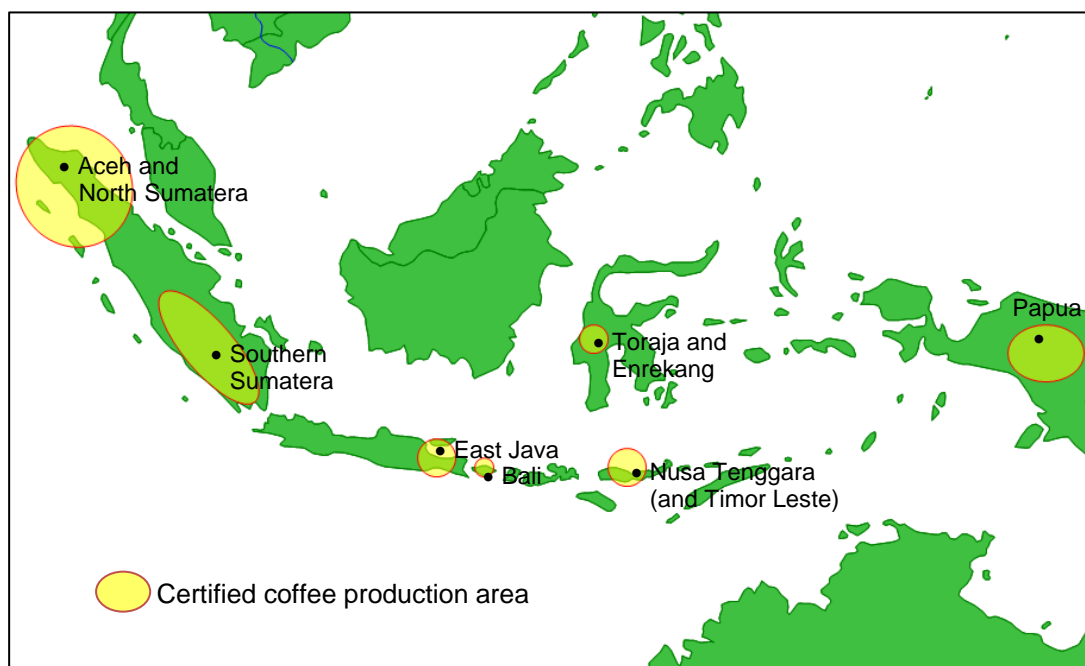 Aceh and
North Sumatera
Papua
Toraja and
Enrekang
Southern
Sumatera
East Java
Bali
Nusa Tenggara
(and Timor Leste)
Certified coffee production area